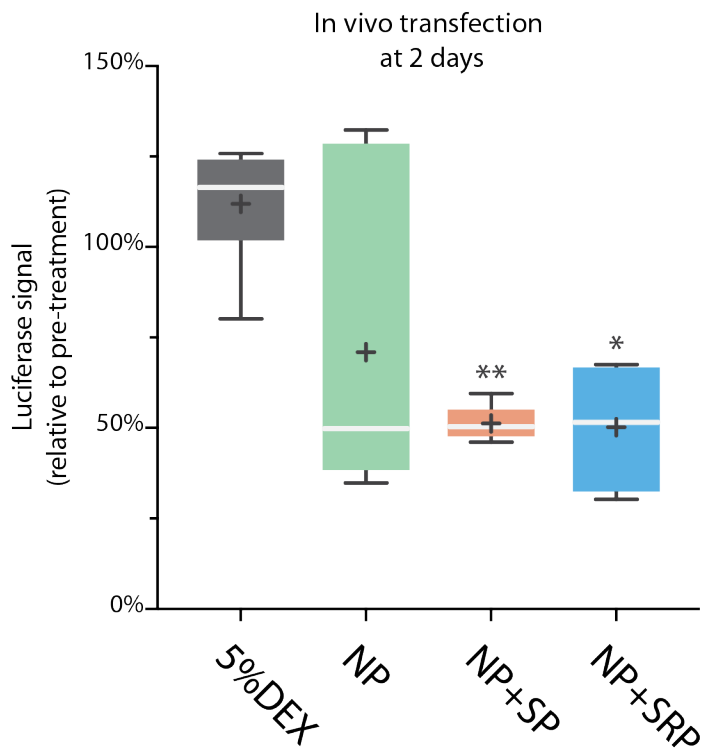 In vivo transfection
at 2 days
150%
100%
50%
0%
Luciferase signal
(relative to pre-treatment)
**
*
5%DEX
NP
NP+SP
NP+SRP